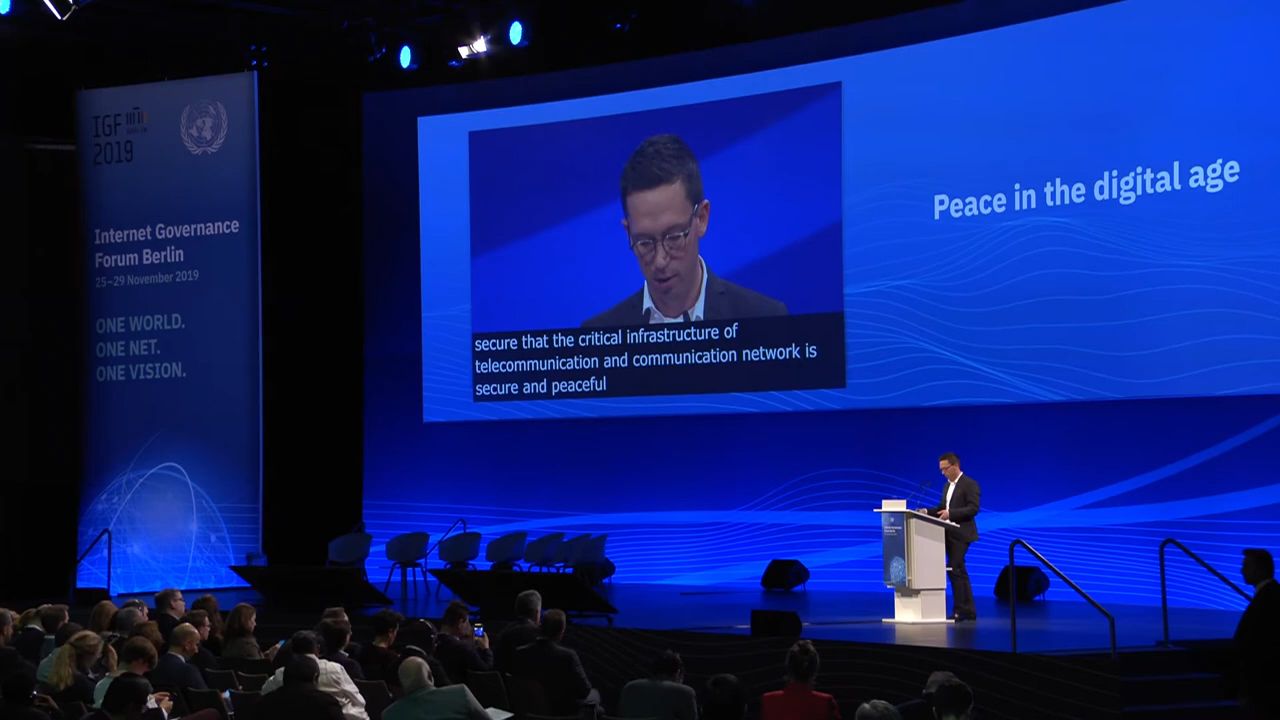 IGF
2019
Internet Governance
Forum Berlin
25–29 November 2019
ONE WORLD.
ONE NET.
ONE VISION.
Peace in the digital age
secure that the critical infrastructure of
telecommunication and communication network is
secure and peaceful